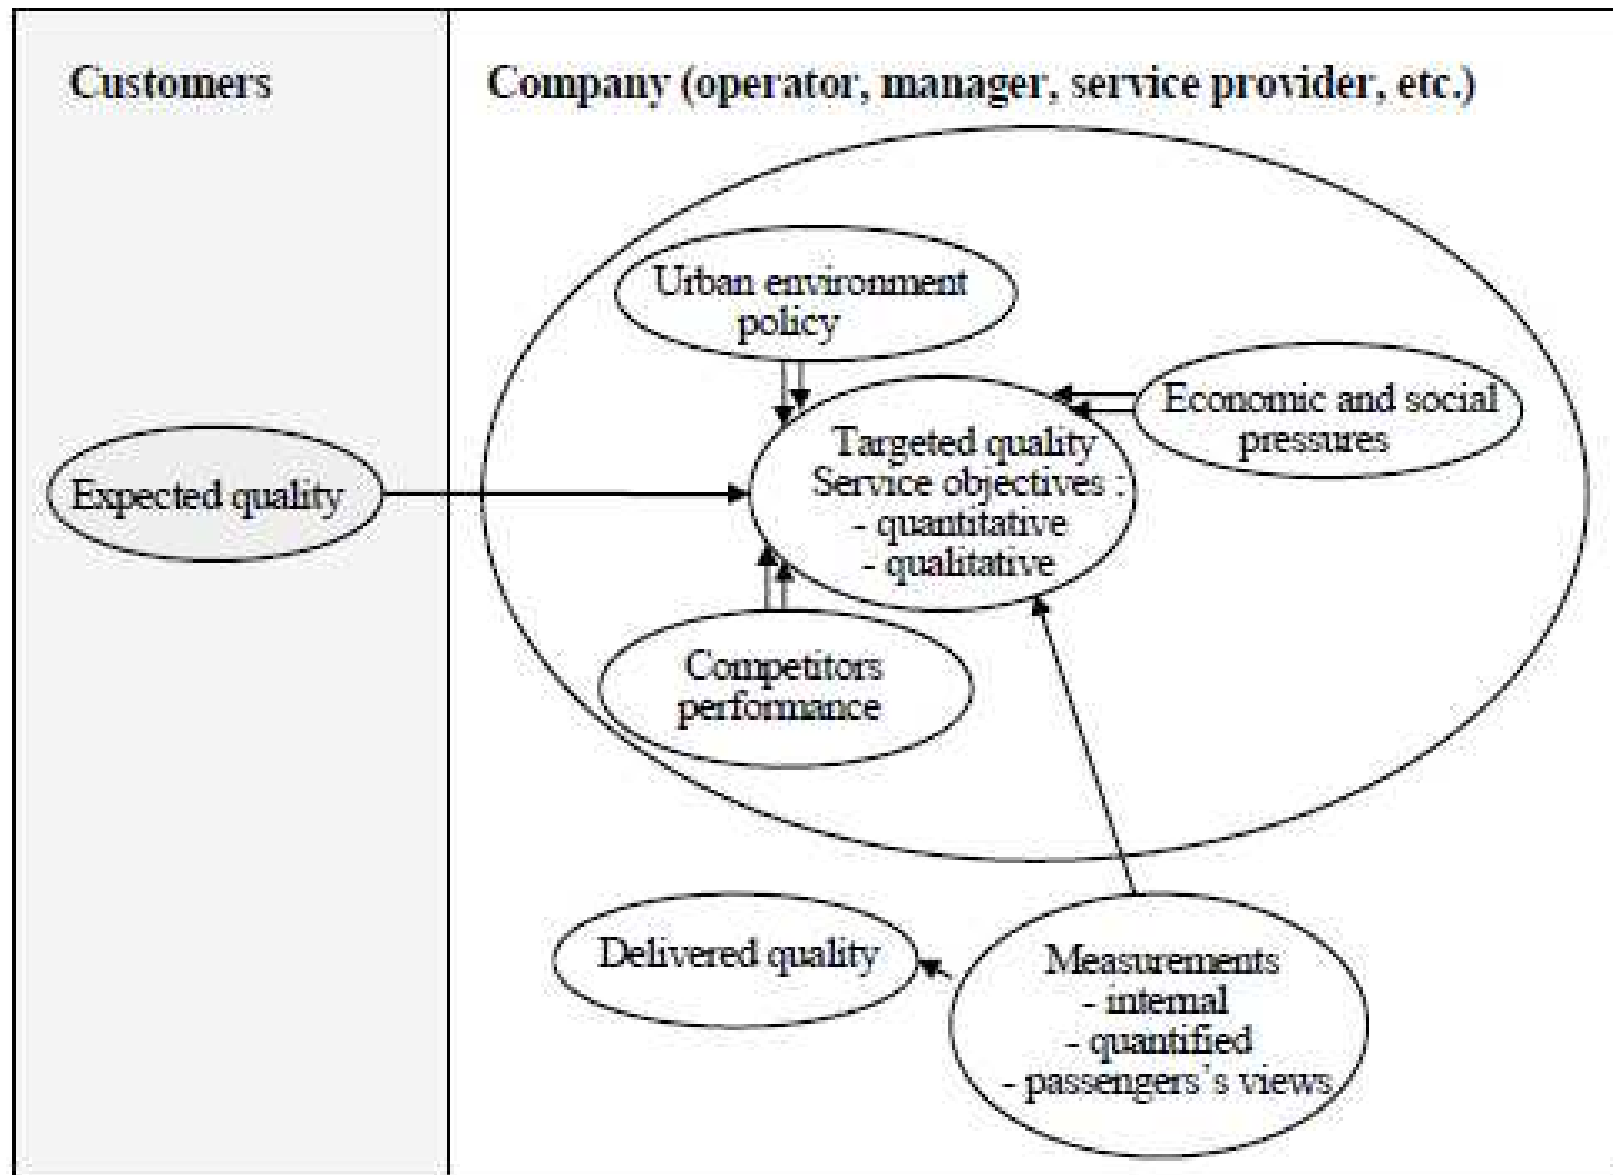 Customers
Company (operator, manager, service provider, etc.)
Urban environment
policy
Economic and social
pressures
Expected quality
Targeted quality
Service objectives :
- quantitative
- qualitative
Competitors
performance
Delivered quality
Measurements
- internal
- quantified
- passengers's views